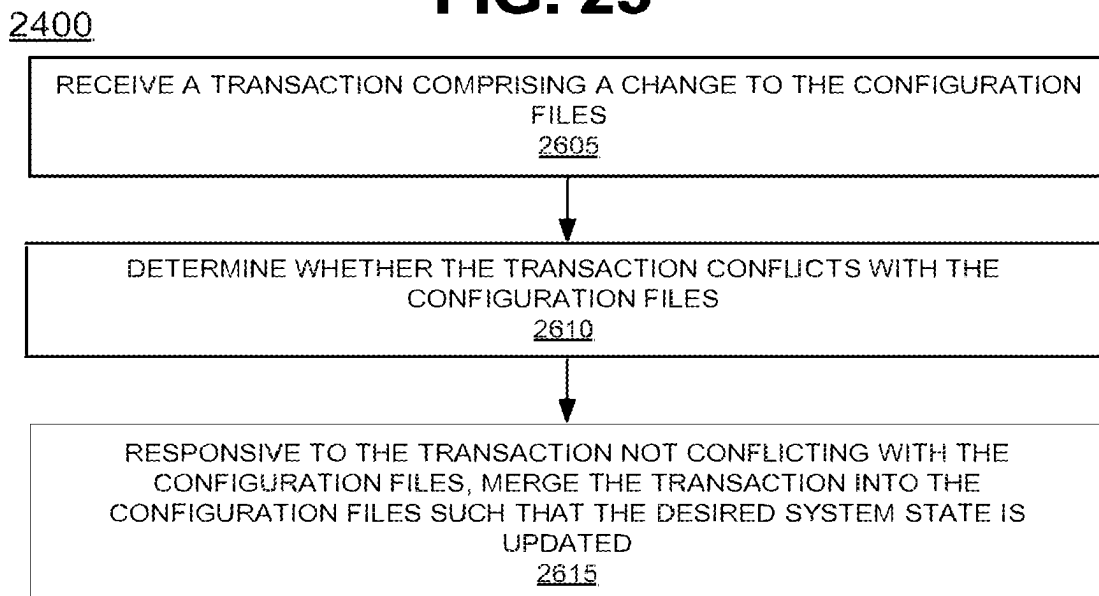 FIG. 25
2400
RECEIVE A TRANSACTION COMPRISING A CHANGE TO THE CONFIGURATION
FILES
2605
DETERMINE WHETHER THE TRANSACTION CONFLICTS WITH THE
CONFIGURATION FILES
2610
RESPONSIVE TO THE TRANSACTION NOT CONFLICTING WITH THE
CONFIGURATION FILES, MERGE THE TRANSACTION INTO THE
CONFIGURATION FILES SUCH THAT THE DESIRED SYSTEM STATE IS
UPDATED
2615